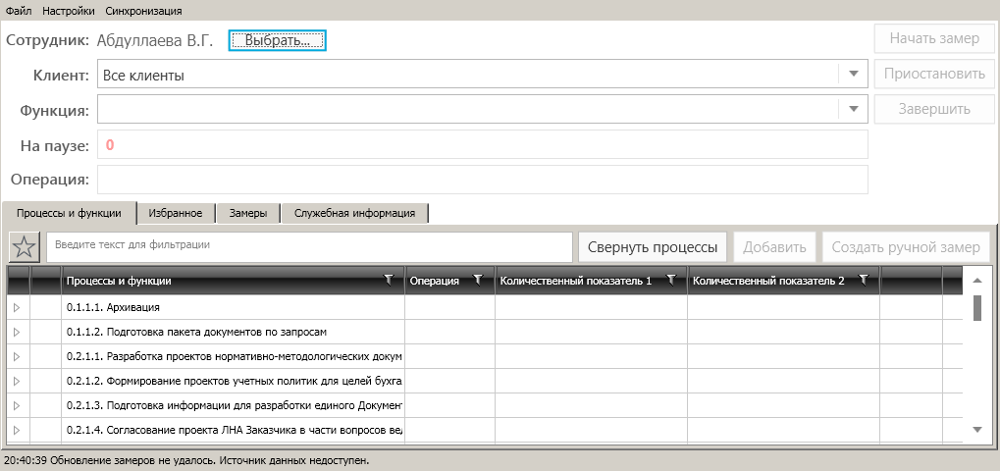 Файл Настройки Синхронизация
Сотрудник: Абдуллаева В.Г. Выбрать... Начать замер
Клиент: Все клиенты Приостановить
Функция: Завершить
На паузе: 0
Операция:
Процессы и функции Избранное Замеры Служебная информация
Введите текст для фильтрации Свернуть процессы Добавить Создать ручной замер
Процессы и функции Операция Количественный показатель 1 Количественный показатель 2
0.1.1.1. Архивация
0.1.1.2. Подготовка пакета документов по запросам
0.2.1.1. Разработка проектов нормативно-методологических докум
0.2.1.2. Формирование проектов учетных политик для целей бухга
0.2.1.3. Подготовка информации для разработки единого Документ
0.2.1.4. Согласование проекта ЛНА Заказчика в части вопросов вед
20:40:39 Обновление замеров не удалось. Источник данных недоступен.